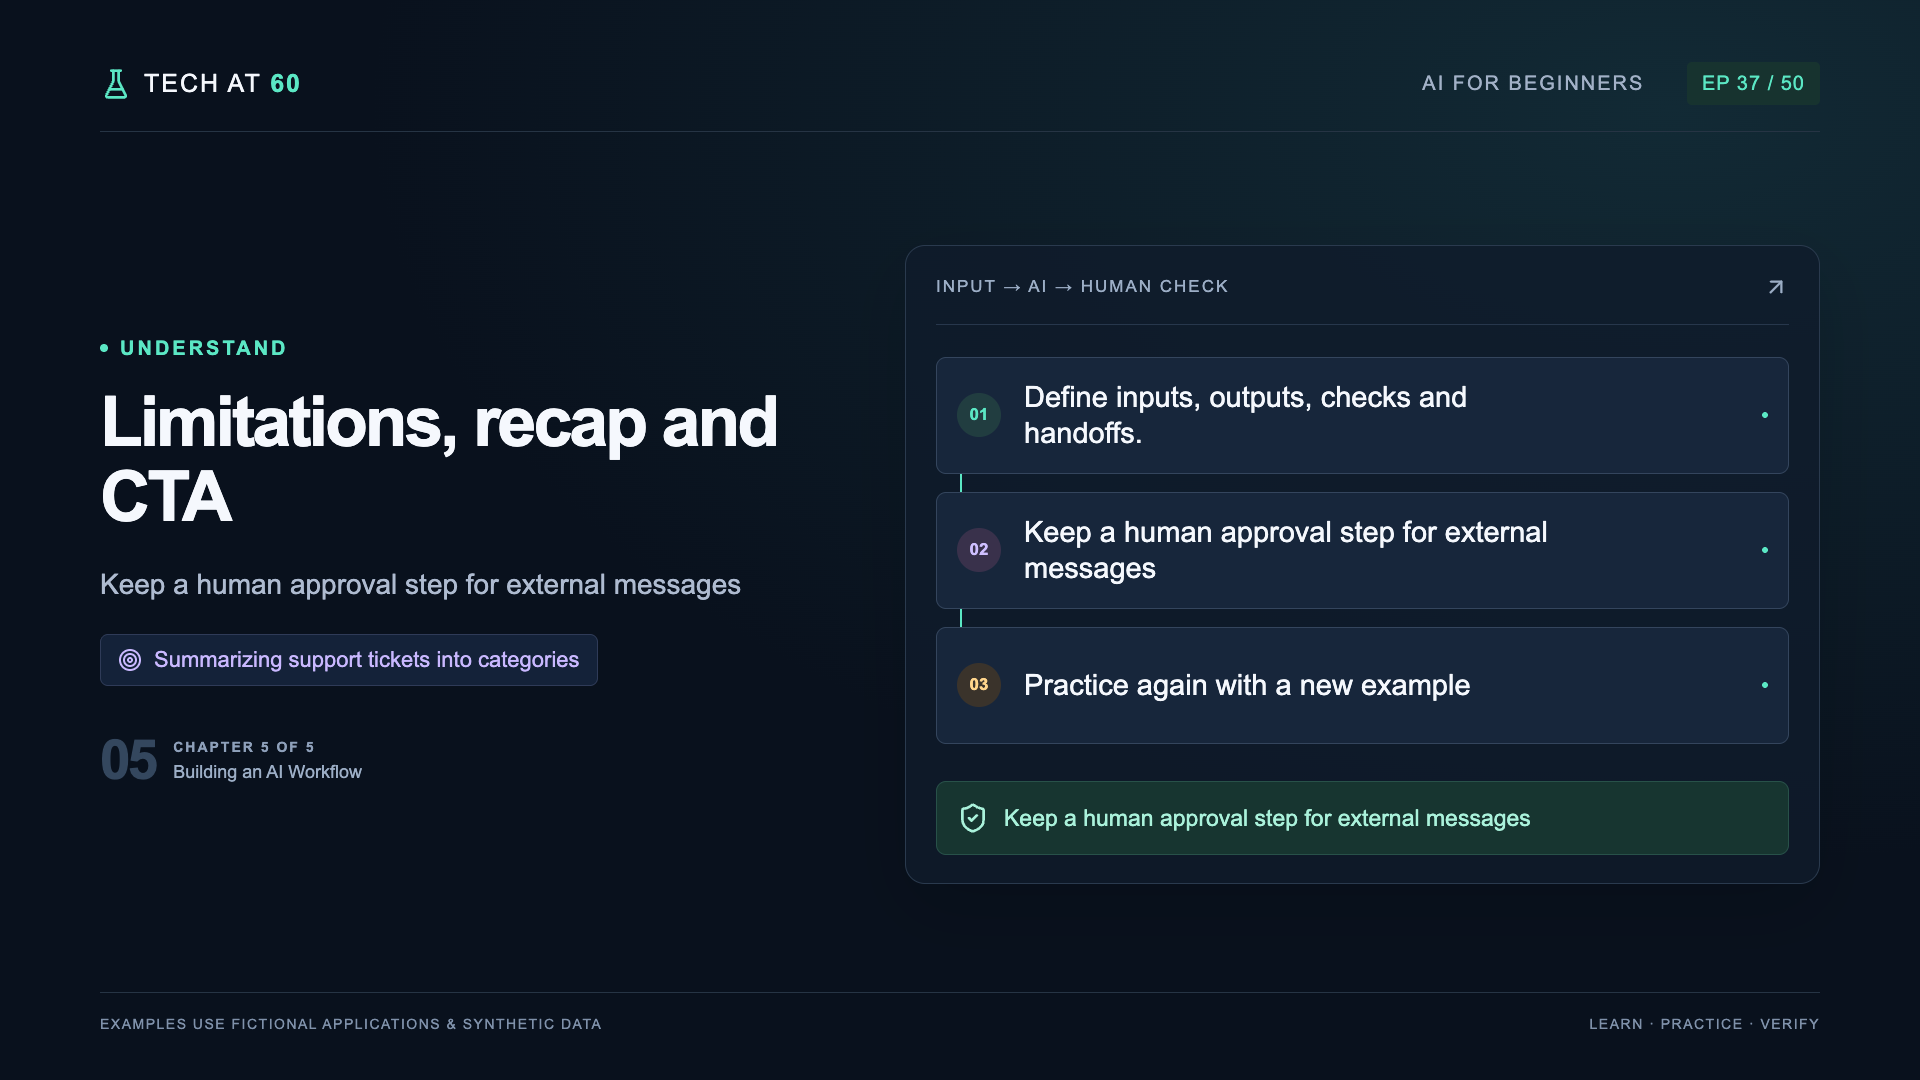 TECH AT 60
AI FOR BEGINNERS
EP 37 / 50
• UNDERSTAND
Limitations, recap and
CTA
Keep a human approval step for external messages
Summarizing support tickets into categories
05
CHAPTER 5 OF 5
Building an AI Workflow
INPUT → AI → HUMAN CHECK
01
Define inputs, outputs, checks and
handoffs.
02
Keep a human approval step for external
messages
03
Practice again with a new example
Keep a human approval step for external messages
EXAMPLES USE FICTIONAL APPLICATIONS & SYNTHETIC DATA
LEARN · PRACTICE · VERIFY